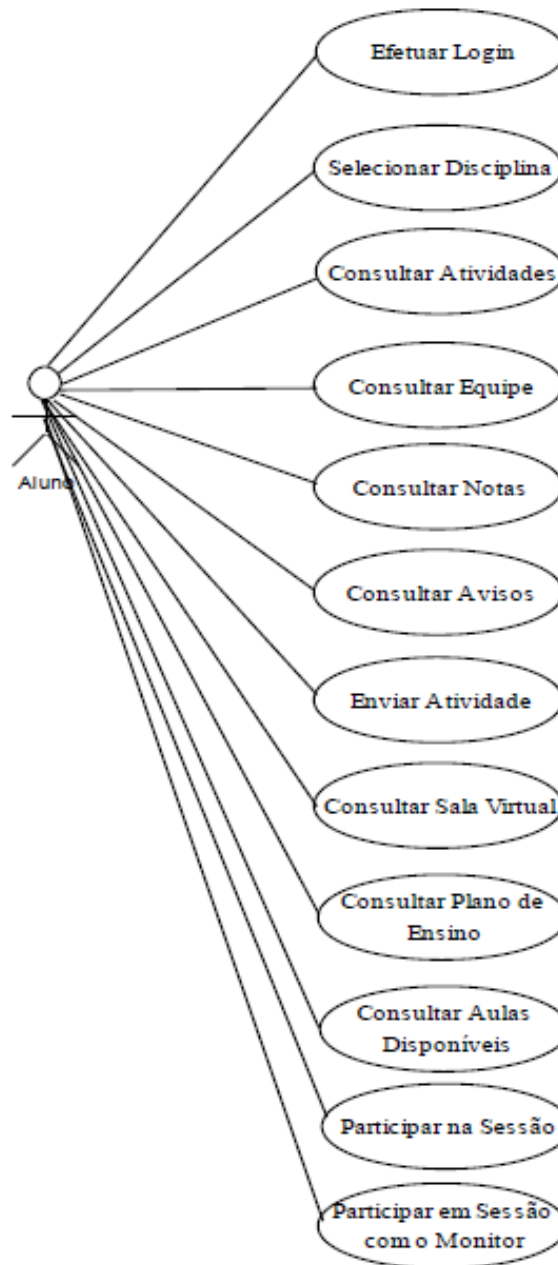 Efetuar Login
Selecionar Disciplina
Consultar Atividades
Consultar Equipe
Consultar Notas
Aluno
Consultar Avisos
Enviar Atividade
Consultar Sala Virtual
Consultar Plano de
Ensino
Consultar Aulas
Disponíveis
Participar na Sessão
Participar em Sessão
com o Monitor